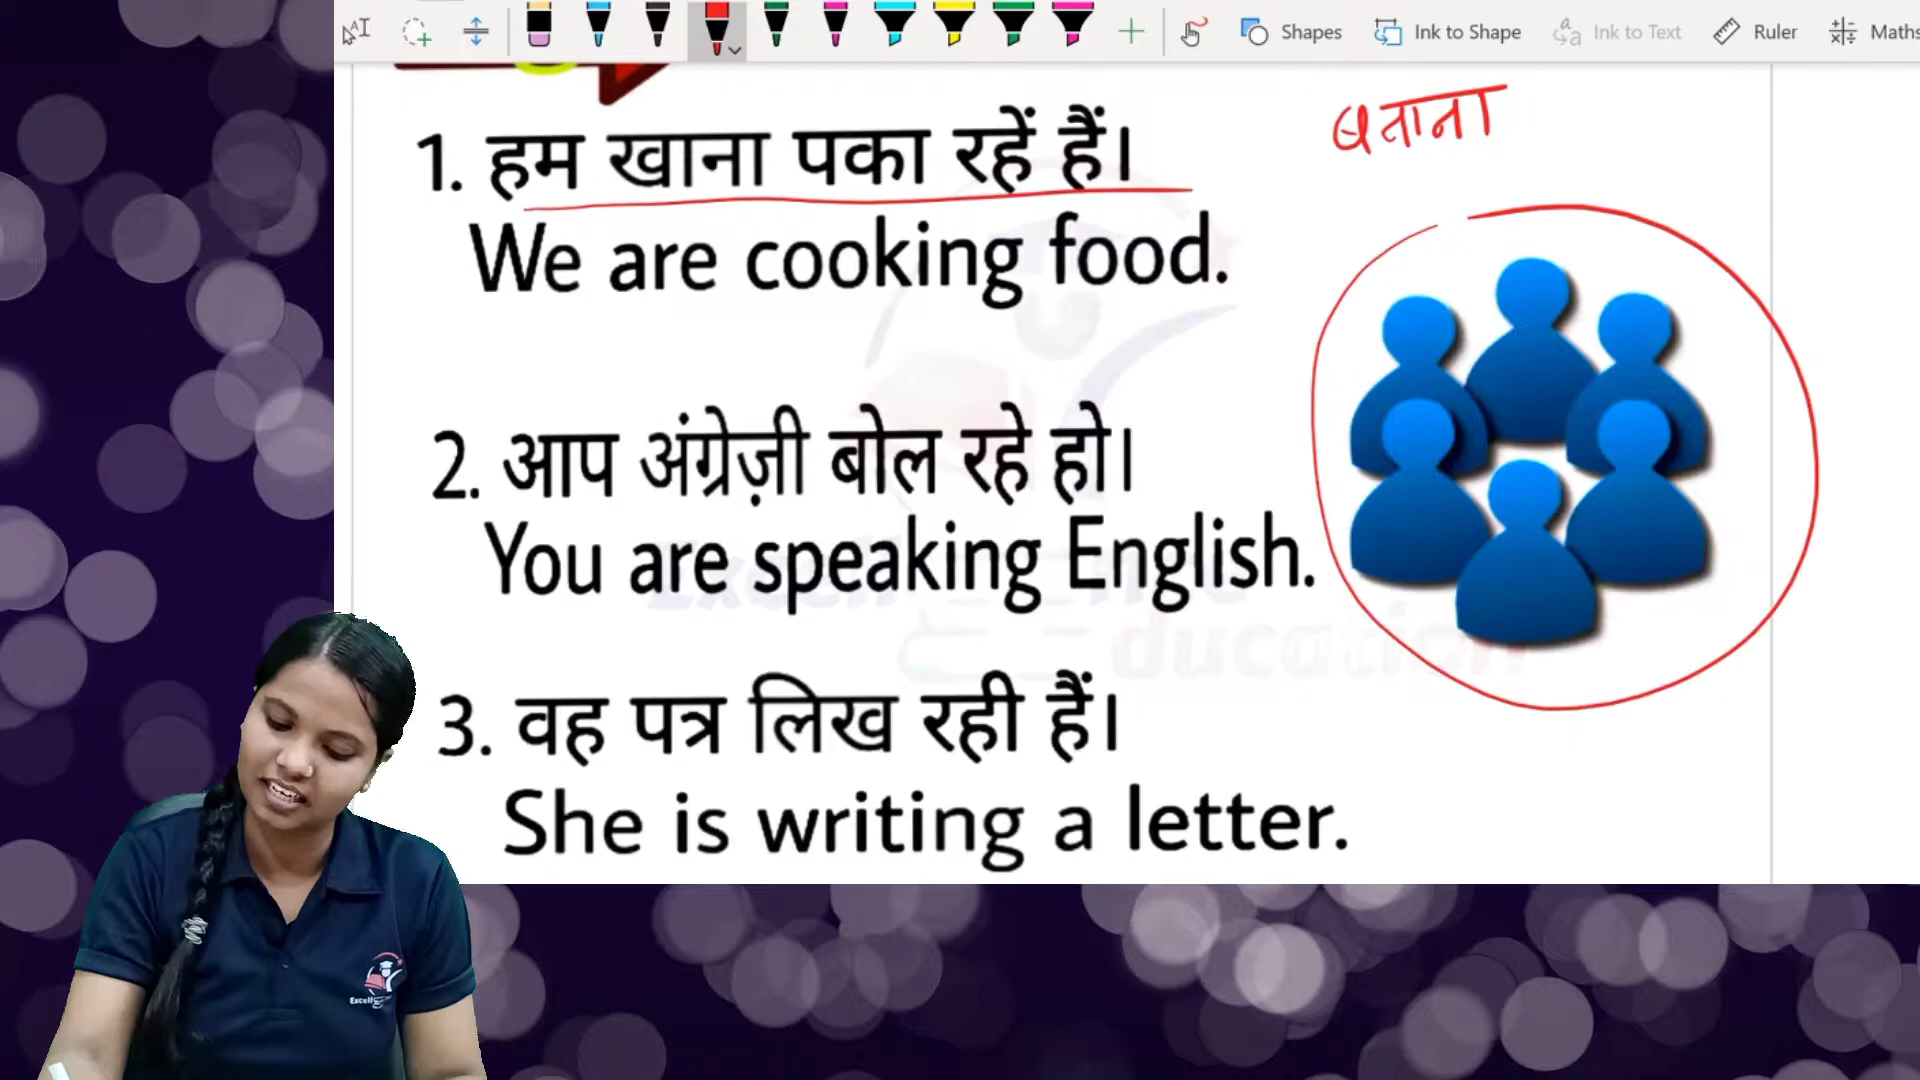 Shapes
Ink to Shape
Ink to Text
Ruler
Maths
बताना
1. हम खाना पका रहें हैं।
We are cooking food.
2. आप अंग्रेज़ी बोल रहे हो।
You are speaking English.
3. वह पत्र लिख रही हैं।
She is writing a letter.
ducation